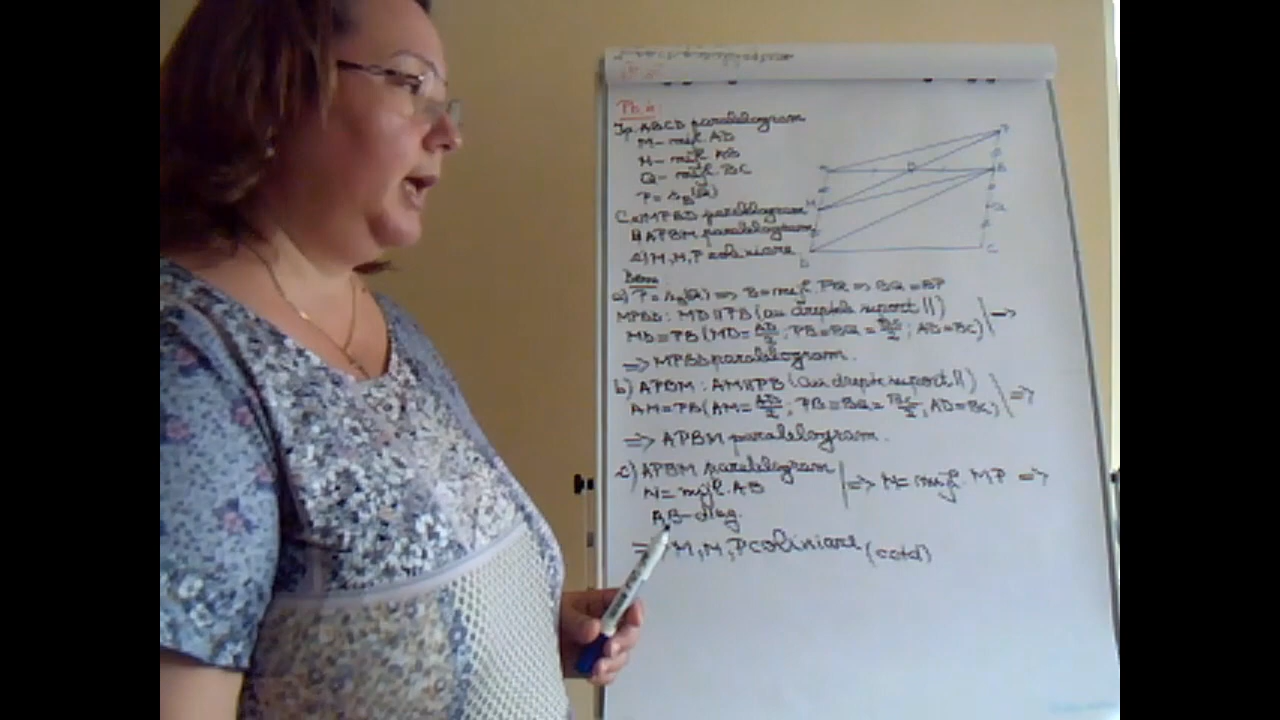 Pb.4:
Ip: ABCD paralelogram
M- mijl. AD
N- mijl. AB
Q- mijl. BC
P= s_B(Q)
C: a) MPBD paralelogram
b) APBM paralelogram
c) M, N, P coliniare
Dem:
a) P= s_B(Q) => B= mijl. PQ => BQ=BP
MPBD: MD||PB (au dreptele suport ||)
MD=PB (MD=AD/2; PB=BQ=BC/2; AD=BC) | =>
=> MPBD paralelogram.
b) APBM: AM||PB (au drepte suport ||)
AM=PB (AM=AD/2; PB=BQ=BC/2; AD=BC) | =>
=> APBM paralelogram.
c) APBM paralelogram
N= mijl. AB | => N= mijl. MP =>
AB-diag.
=> M, N, P coliniare (cctd)
P
B
M
Q
D
C